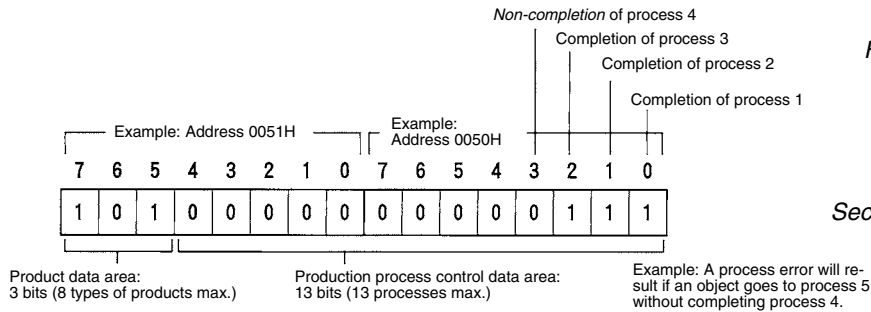 Non-completion of process 4
Completion of process 3
Completion of process 2
Completion of process 1
Example: Address 0051H
Example:
Address 0050H
7 6 5 4 3 2 1 0 7 6 5 4 3 2 1 0
1 0 1 0 0 0 0 0 0 0 0 0 0 1 1 1
Sec
Product data area:
3 bits (8 types of products max.)
Production process control data area:
13 bits (13 processes max.)
Example: A process error will re-
sult if an object goes to process 5
without completing process 4.